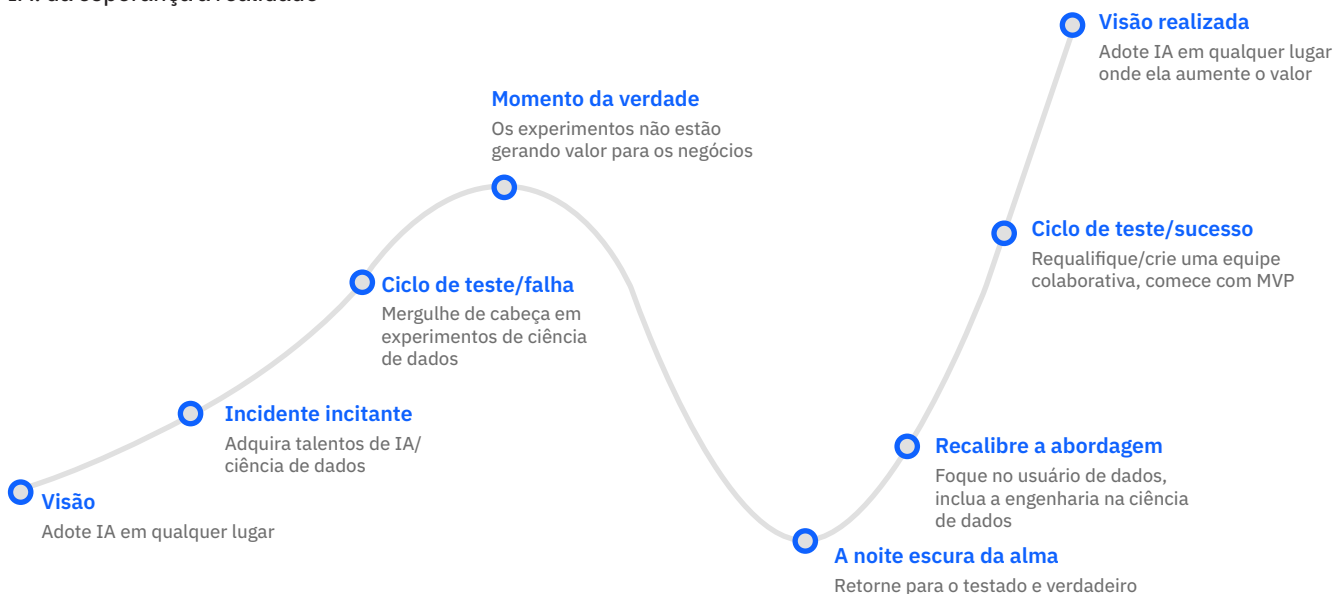 IA: da esperança à realidade
Visão
Adote IA em qualquer lugar
Incidente incitante
Adquira talentos de IA/
ciência de dados
Ciclo de teste/falha
Mergulhe de cabeça em
experimentos de ciência
de dados
Momento da verdade
Os experimentos não estão
gerando valor para os negócios
A noite escura da alma
Retorne para o testado e verdadeiro
Recalibre a abordagem
Foque no usuário de dados,
inclua a engenharia na ciência
de dados
Ciclo de teste/sucesso
Requalifique/crie uma equipe
colaborativa, comece com MVP
Visão realizada
Adote IA em qualquer lugar
onde ela aumente o valor